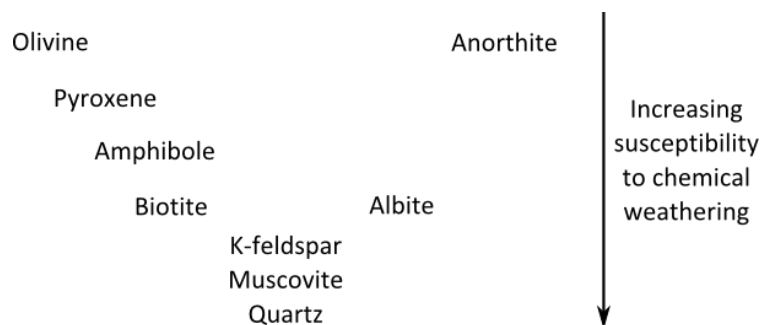 Olivine
Anorthite
Pyroxene
Increasing
susceptibility
to chemical
weathering
Amphibole
Biotite
Albite
K-feldspar
Muscovite
Quartz